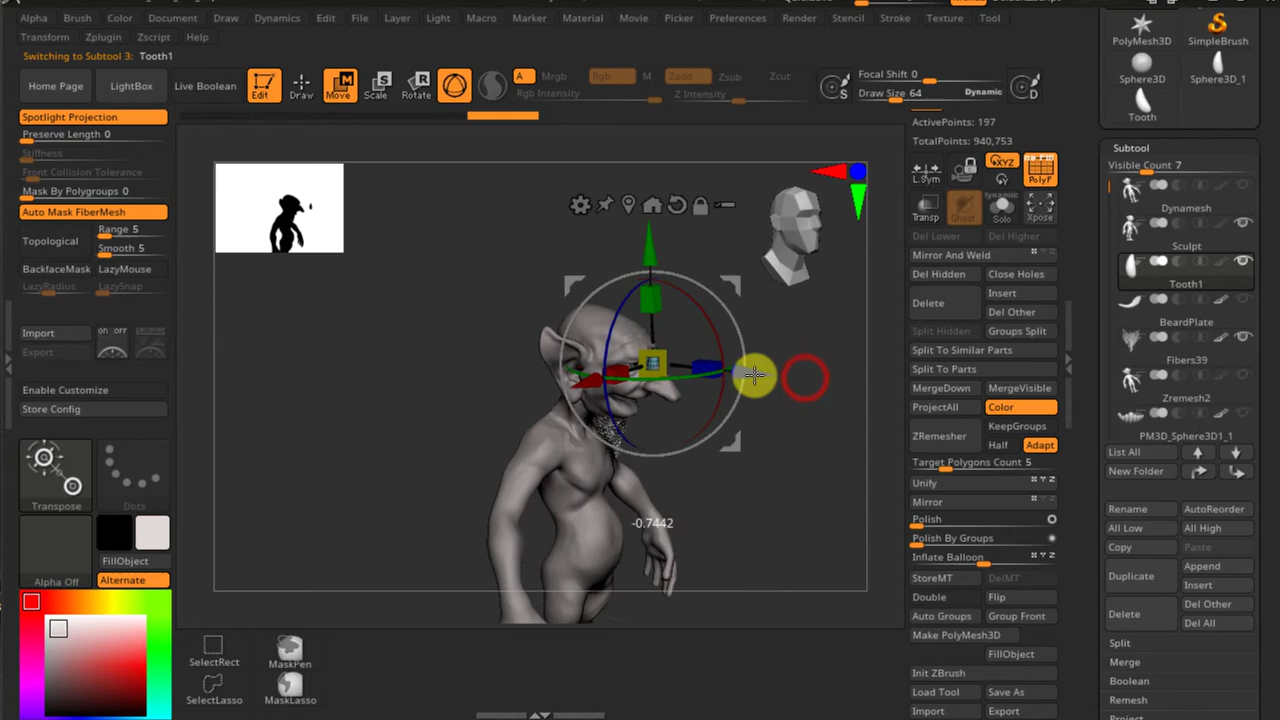 Alpha Brush Color Document Draw Dynamics Edit File Layer Light Macro Marker Material Movie Picker Preferences Render Stencil Stroke Texture Tool
Transform Zplugin Zscript Help
Switching to Subtool 3: Tooth1
Home Page LightBox Live Boolean Edit Draw Move Scale Rotate A Mrgb Rgb M Zadd Zsub Zcut
Rgb Intensity Z Intensity
S Focal Shift 0 D
Draw Size 64 Dynamic
Spotlight Projection
Preserve Length 0
Stiffness
Front Collision Tolerance
Mask By Polygroups 0
Auto Mask FiberMesh
Topological Range 5
Smooth 5
BackfaceMask LazyMouse
LazyRadius LazySnap
Import on off
Export
Enable Customize
Store Config
Transpose Dots
FillObject
Alpha Off Alternate
-0.7442
SelectRect MaskPen
SelectLasso MaskLasso
ActivePoints: 197
TotalPoints: 940,753
L.Sym XYZ Y PolyF
Transp Ghost Dynamic Solo Xpose
Del Lower Del Higher
Mirror And Weld X Y Z
Del Hidden Close Holes
Delete Insert
Del Other
Split Hidden Groups Split
Split To Similar Parts
Split To Parts
MergeDown MergeVisible
ProjectAll Color
ZRemesher KeepGroups
Half Adapt
Target Polygons Count 5
Unify X Y Z
Mirror X Y Z
Polish
Polish By Groups
Inflate Balloon X Y Z
StoreMT DelMT
Double Flip
Auto Groups Group Front
Make PolyMesh3D
FillObject
Init ZBrush
Load Tool Save As
Import Export
PolyMesh3D SimpleBrush
Sphere3D Sphere3D_1
Tooth
Subtool
Visible Count 7
Dynamesh
Sculpt
Tooth1
BeardPlate
Fibers39
Zremesh2
PM3D_Sphere3D1_1
List All
New Folder
Rename AutoReorder
All Low All High
Copy Paste
Duplicate Append
Insert
Delete Del Other
Del All
Split
Merge
Boolean
Remesh